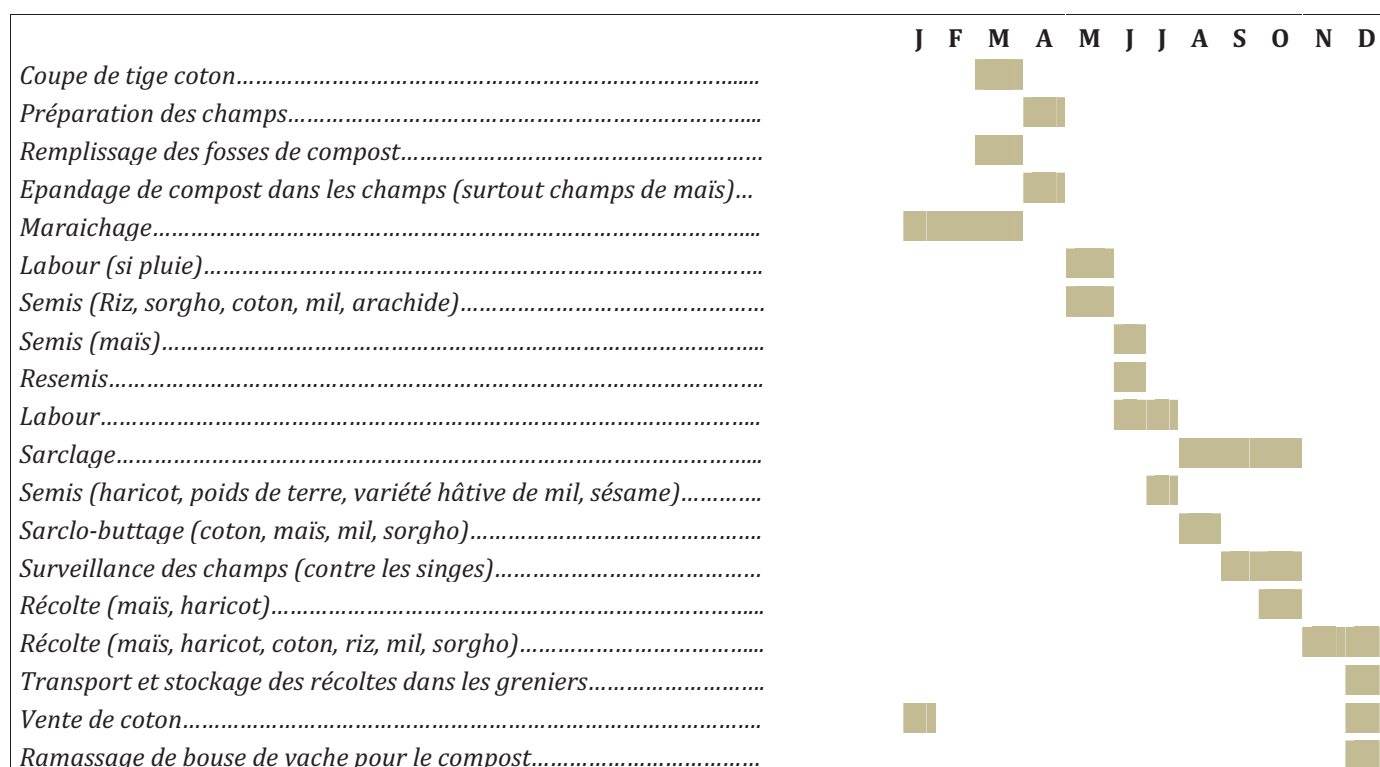 J F M A M J J A S O N D
Coupe de tige coton……………………………………………………………………......
Préparation des champs………………………………………………………………....
Remplissage des fosses de compost…………………………………………………
Epandage de compost dans les champs (surtout champs de maïs)…
Maraichage…………………………………………………………………………………....
Labour (si pluie)…………………………………………………………………………..
Semis (Riz, sorgho, coton, mil, arachide)…………………………………………
Semis (maïs)………………………………………………………………………………...
Resemis……………………………………………………………………………………….
Labour………………………………………………………………………………………...
Sarclage……………………………………………………………………………………....
Semis (haricot, poids de terre, variété hâtive de mil, sésame)………….
Sarclo-buttage (coton, maïs, mil, sorgho)……………………………………….
Surveillance des champs (contre les singes)……………………………………
Récolte (maïs, haricot)…………………………………………………………………....
Récolte (maïs, haricot, coton, riz, mil, sorgho)………………………………...
Transport et stockage des récoltes dans les greniers……………………….
Vente de coton……………………………………………………………………………….
Ramassage de bouse de vache pour le compost………………………………